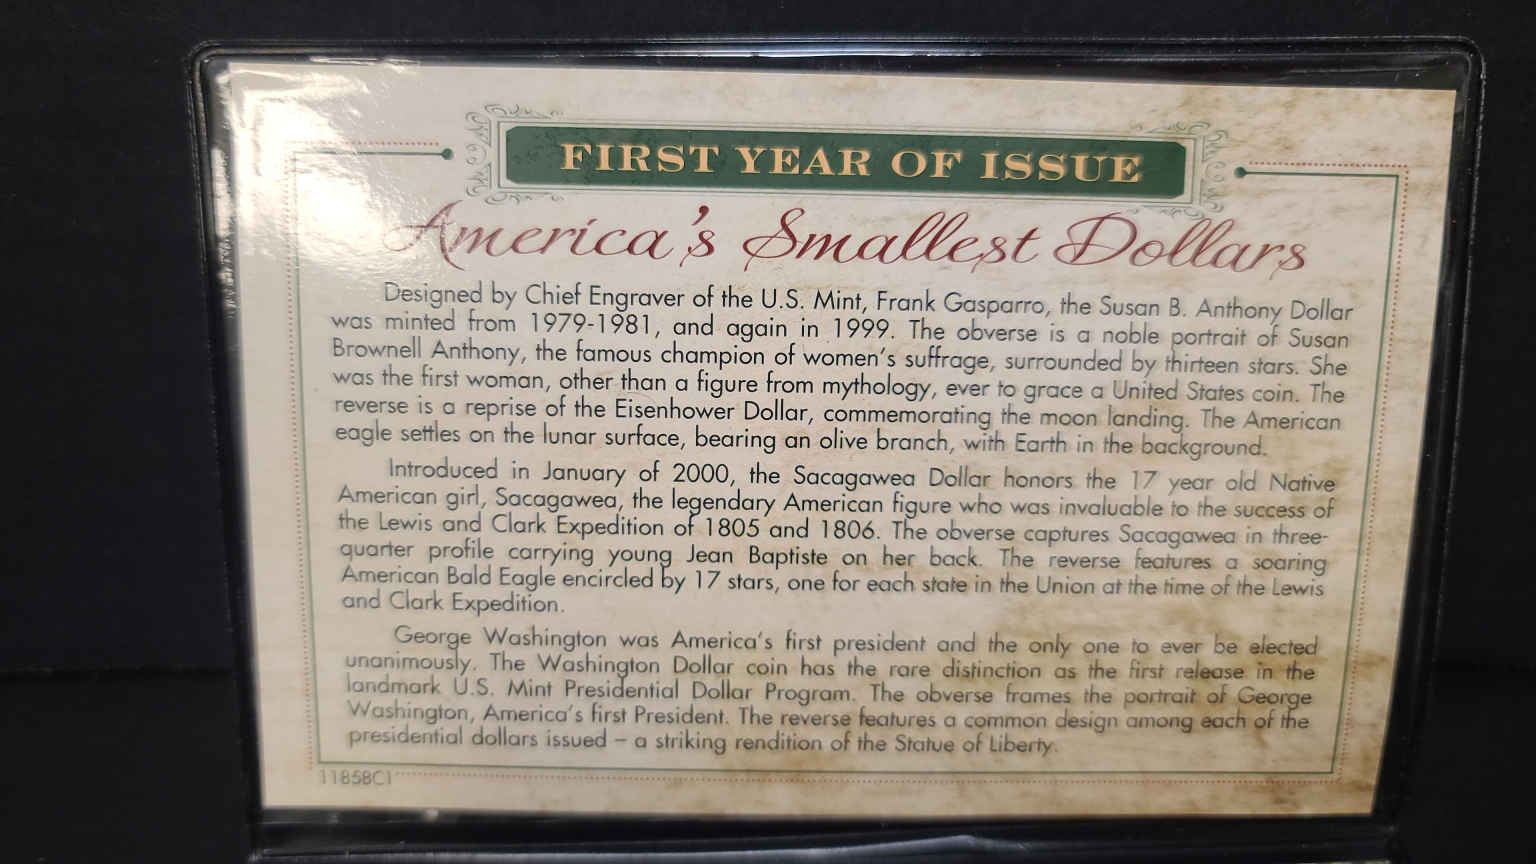 FIRST YEAR OF ISSUE
America's Smallest Dollars
Designed by Chief Engraver of the U.S. Mint, Frank Gasparro, the Susan B. Anthony Dollar
was minted from 1979-1981, and again in 1999. The obverse is a noble portrait of Susan
Brownell Anthony, the famous champion of women's suffrage, surrounded by thirteen stars. She
was the first woman, other than a figure from mythology, ever to grace a United States coin. The
reverse is a reprise of the Eisenhower Dollar, commemorating the moon landing. The American
eagle settles on the lunar surface, bearing an olive branch, with Earth in the background.
Introduced in January of 2000, the Sacagawea Dollar honors the 17 year old Native
American girl, Sacagawea, the legendary American figure who was invaluable to the success of
the Lewis and Clark Expedition of 1805 and 1806. The obverse captures Sacagawea in three-
quarter profile carrying young Jean Baptiste on her back. The reverse features a soaring
American Bald Eagle encircled by 17 stars, one for each state in the Union at the time of the Lewis
and Clark Expedition.
George Washington was America's first president and the only one to ever be elected
unanimously. The Washington Dollar coin has the rare distinction as the first release in the
landmark U.S. Mint Presidential Dollar Program. The obverse frames the portrait of George
Washington, America's first President. The reverse features a common design among each of the
presidential dollars issued – a striking rendition of the Statue of Liberty.
11858C1